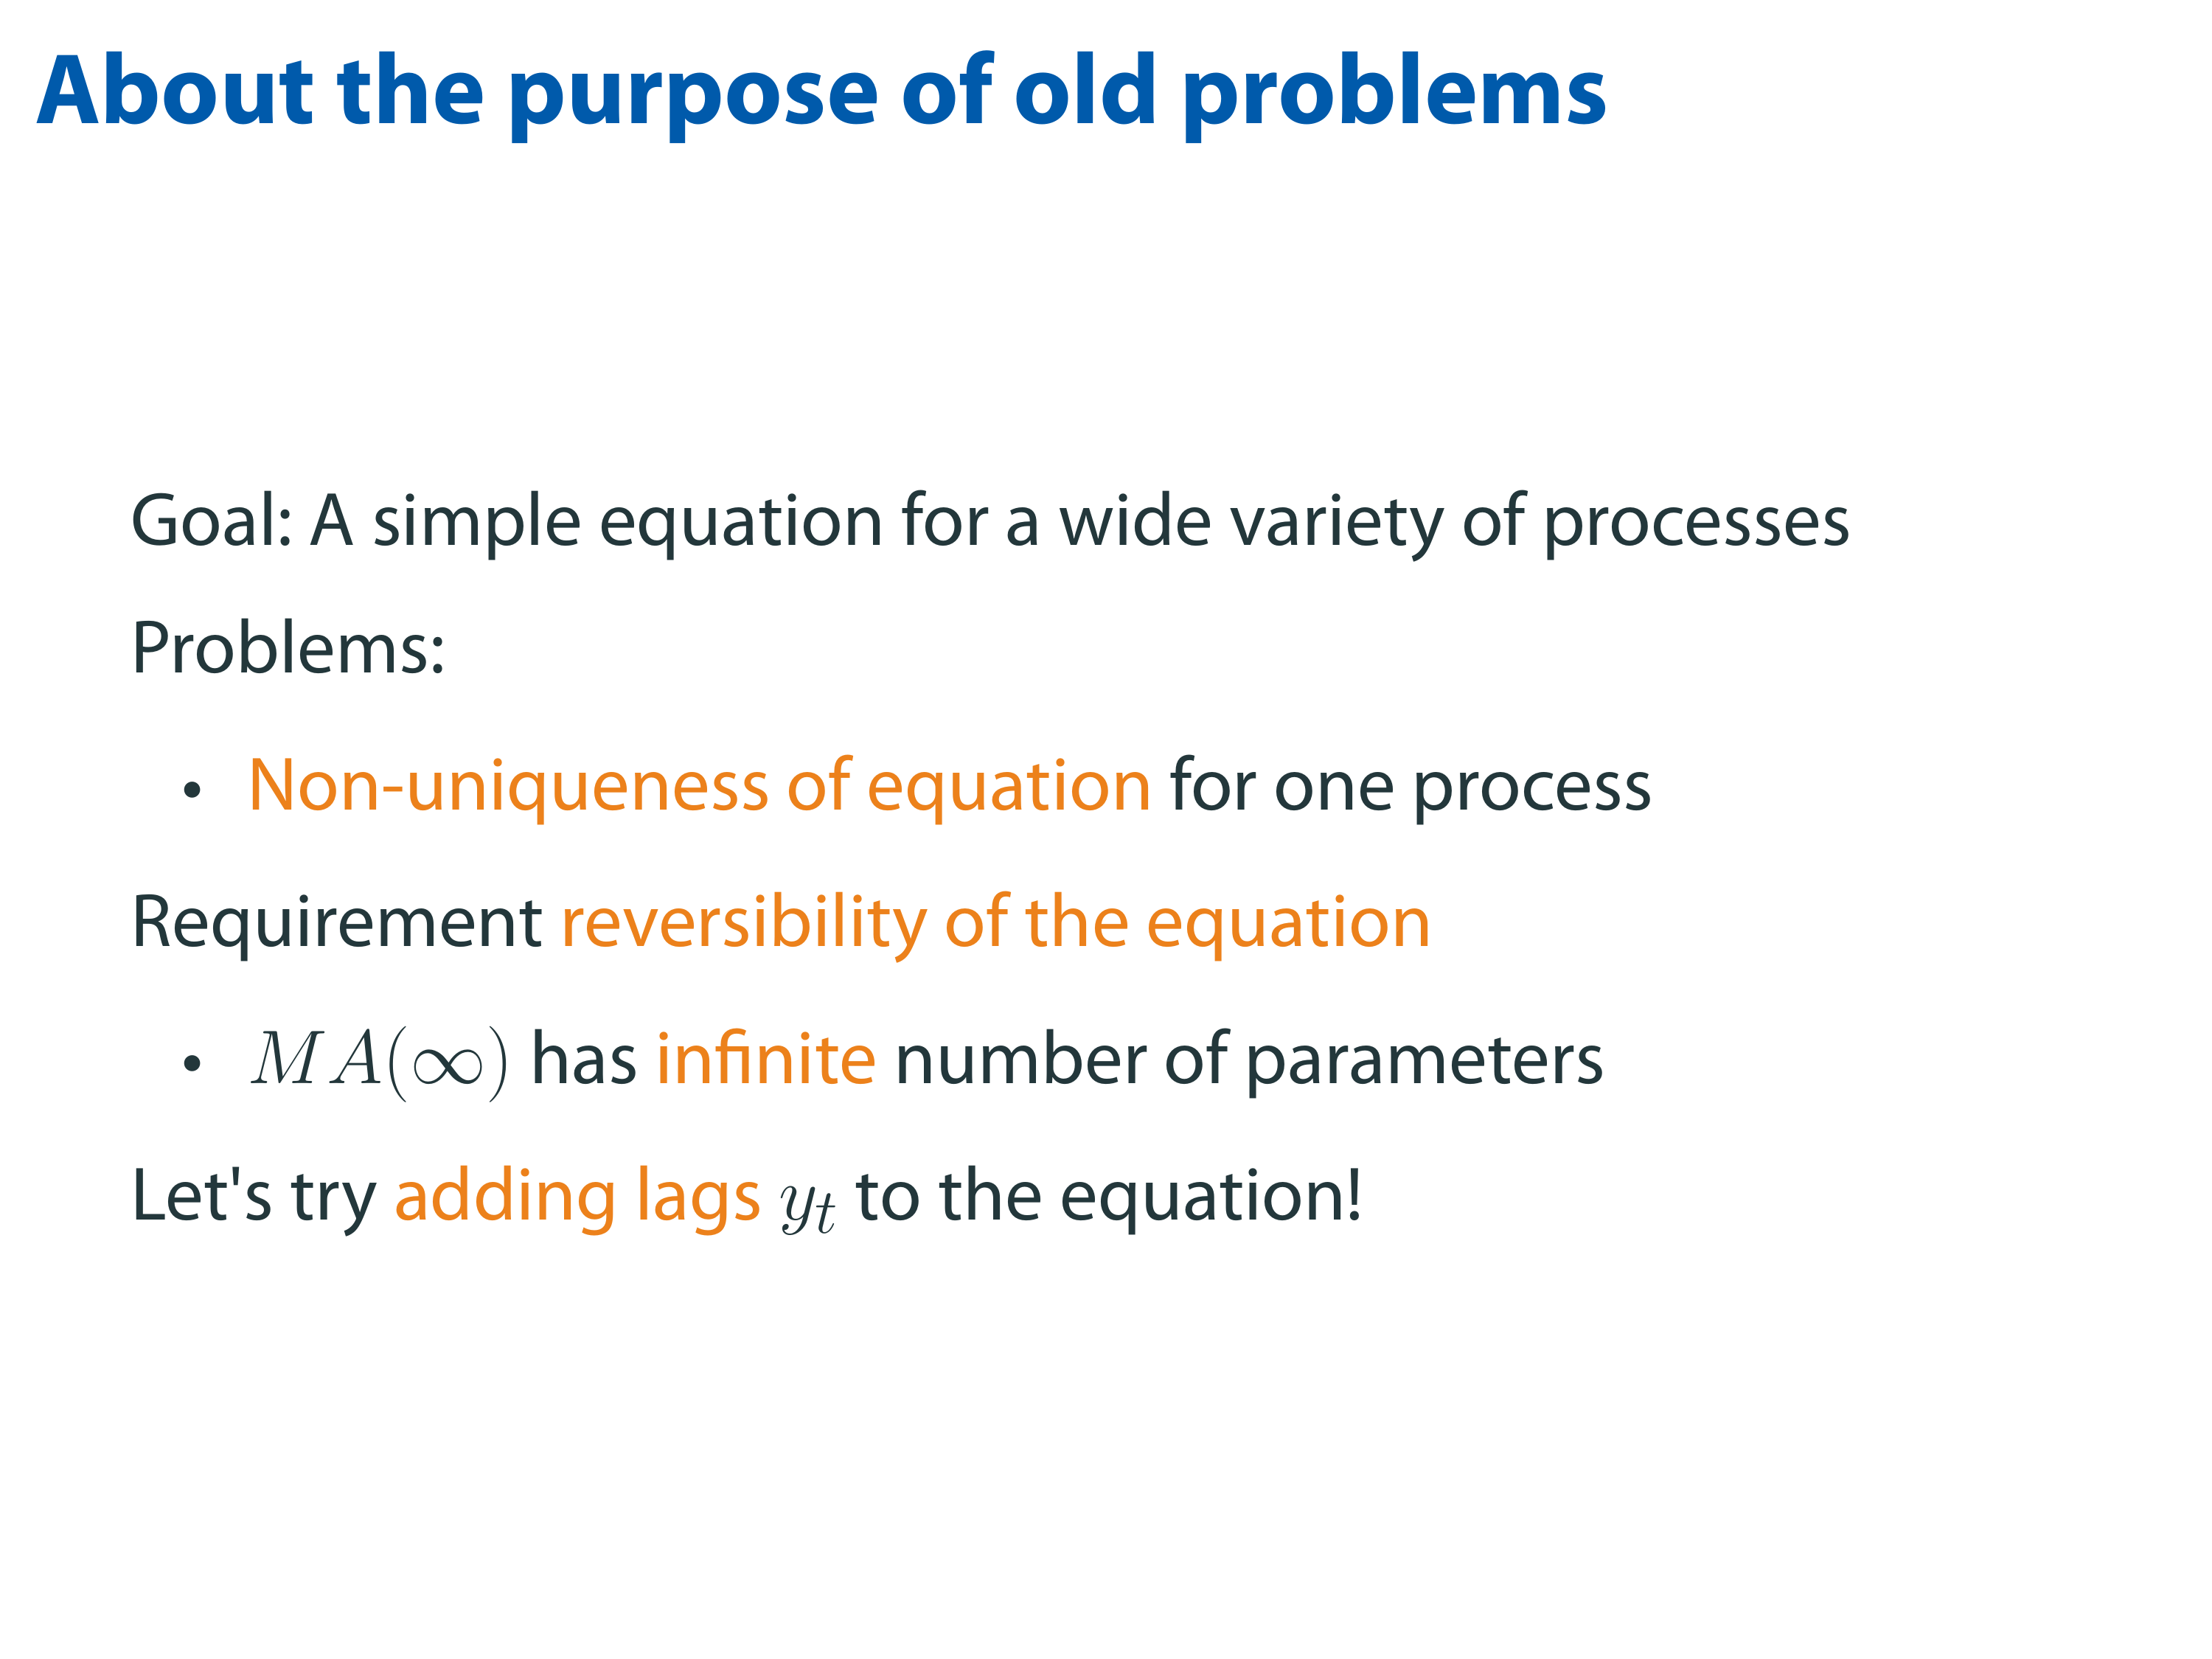 About the purpose of old problems
Goal: A simple equation for a wide variety of processes
Problems:
• Non-uniqueness of equation for one process
Requirement reversibility of the equation
• $MA(\infty)$ has infinite number of parameters
Let's try adding lags $y_t$ to the equation!